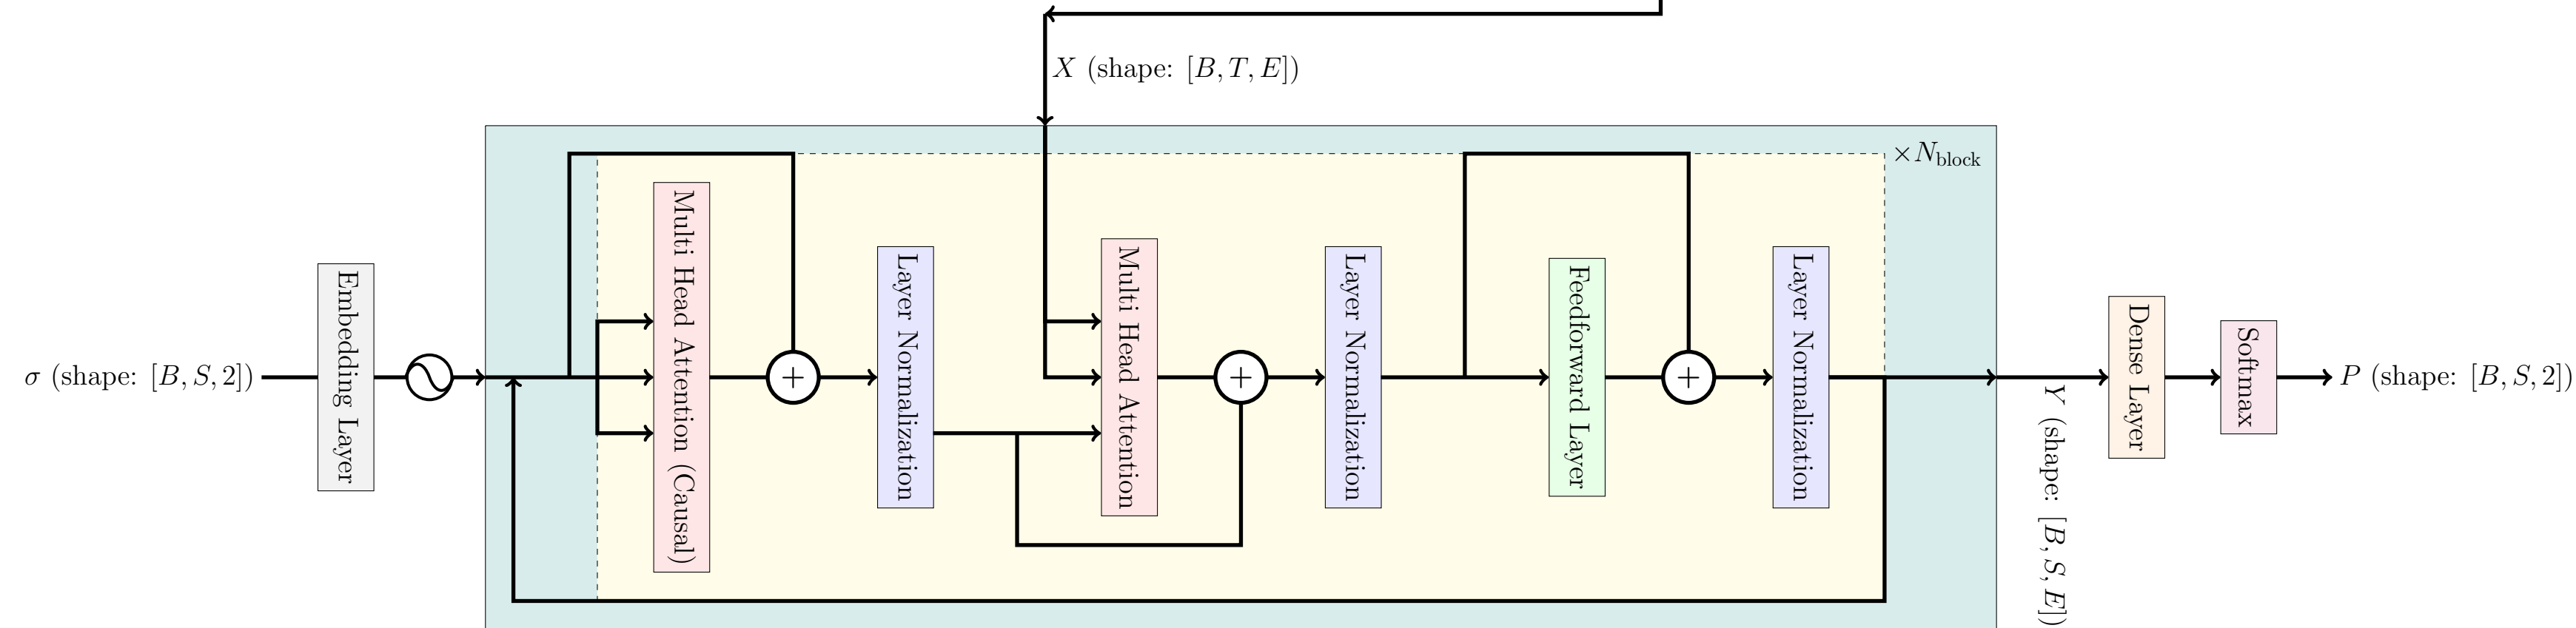 X (shape: [B, T, E])
×N_block
σ (shape: [B, S, 2])
Embedding Layer
Multi Head Attention (Causal)
+
Layer Normalization
Multi Head Attention
+
Layer Normalization
Feedforward Layer
+
Layer Normalization
Y (shape: [B, S, E])
Dense Layer
Softmax
P (shape: [B, S, 2])